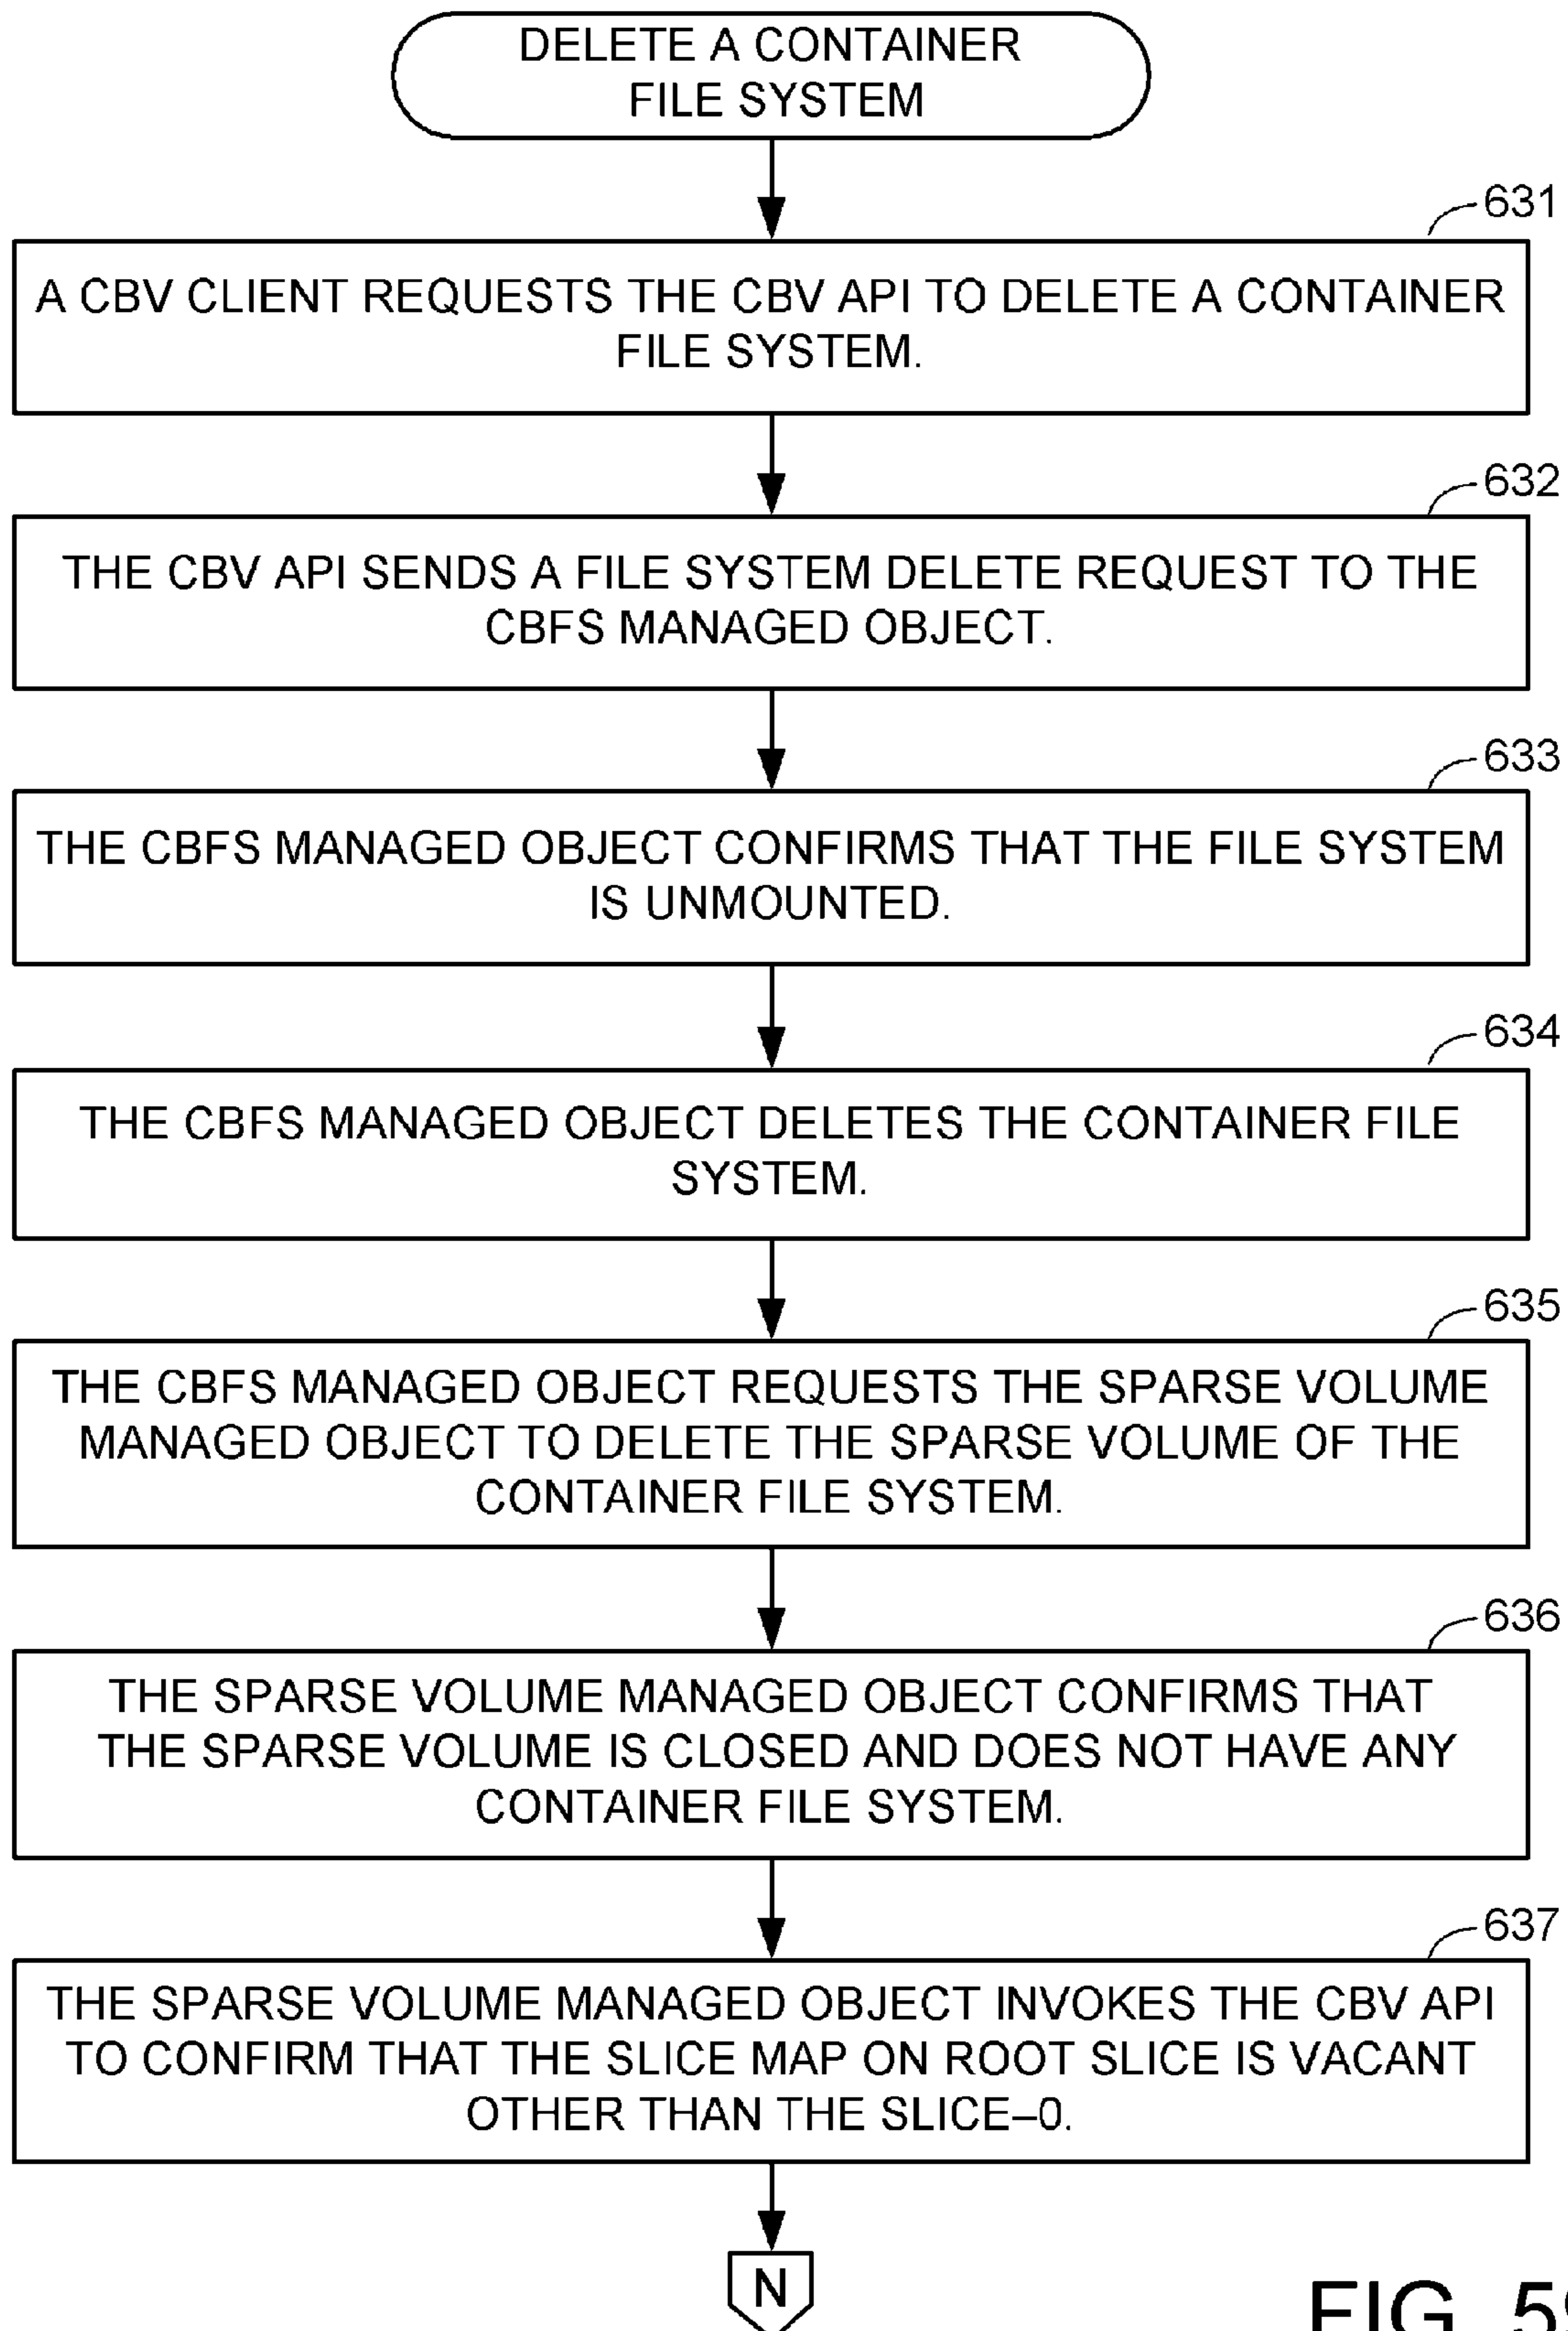 DELETE A CONTAINER
FILE SYSTEM
631
A CBV CLIENT REQUESTS THE CBV API TO DELETE A CONTAINER
FILE SYSTEM.
632
THE CBV API SENDS A FILE SYSTEM DELETE REQUEST TO THE
CBFS MANAGED OBJECT.
633
THE CBFS MANAGED OBJECT CONFIRMS THAT THE FILE SYSTEM
IS UNMOUNTED.
634
THE CBFS MANAGED OBJECT DELETES THE CONTAINER FILE
SYSTEM.
635
THE CBFS MANAGED OBJECT REQUESTS THE SPARSE VOLUME
MANAGED OBJECT TO DELETE THE SPARSE VOLUME OF THE
CONTAINER FILE SYSTEM.
636
THE SPARSE VOLUME MANAGED OBJECT CONFIRMS THAT
THE SPARSE VOLUME IS CLOSED AND DOES NOT HAVE ANY
CONTAINER FILE SYSTEM.
637
THE SPARSE VOLUME MANAGED OBJECT INVOKES THE CBV API
TO CONFIRM THAT THE SLICE MAP ON ROOT SLICE IS VACANT
OTHER THAN THE SLICE–0.
N
FIG.